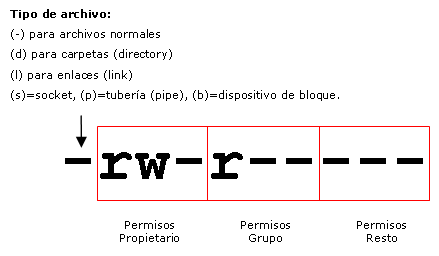 Tipo de archivo:
(-) para archivos normales
(d) para carpetas (directory)
(l) para enlaces (link)
(s)=socket, (p)=tubería (pipe), (b)=dispositivo de bloque.
-rw-r-----
Permisos Propietario
Permisos Grupo
Permisos Resto